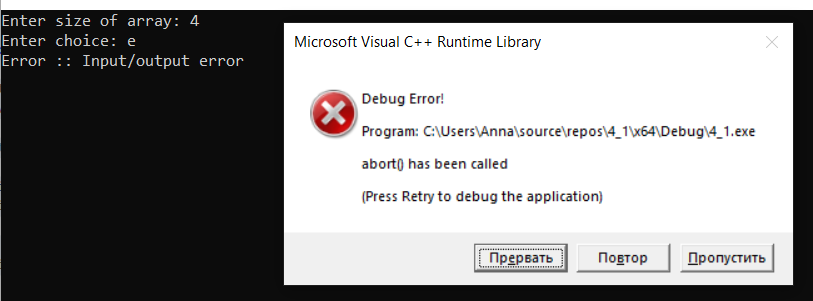 Enter size of array: 4
Enter choice: e
Error :: Input/output error
Microsoft Visual C++ Runtime Library
Debug Error!
Program: C:\Users\Anna\source\repos\4_1\x64\Debug\4_1.exe
abort() has been called
(Press Retry to debug the application)
Прервать Повтор Пропустить